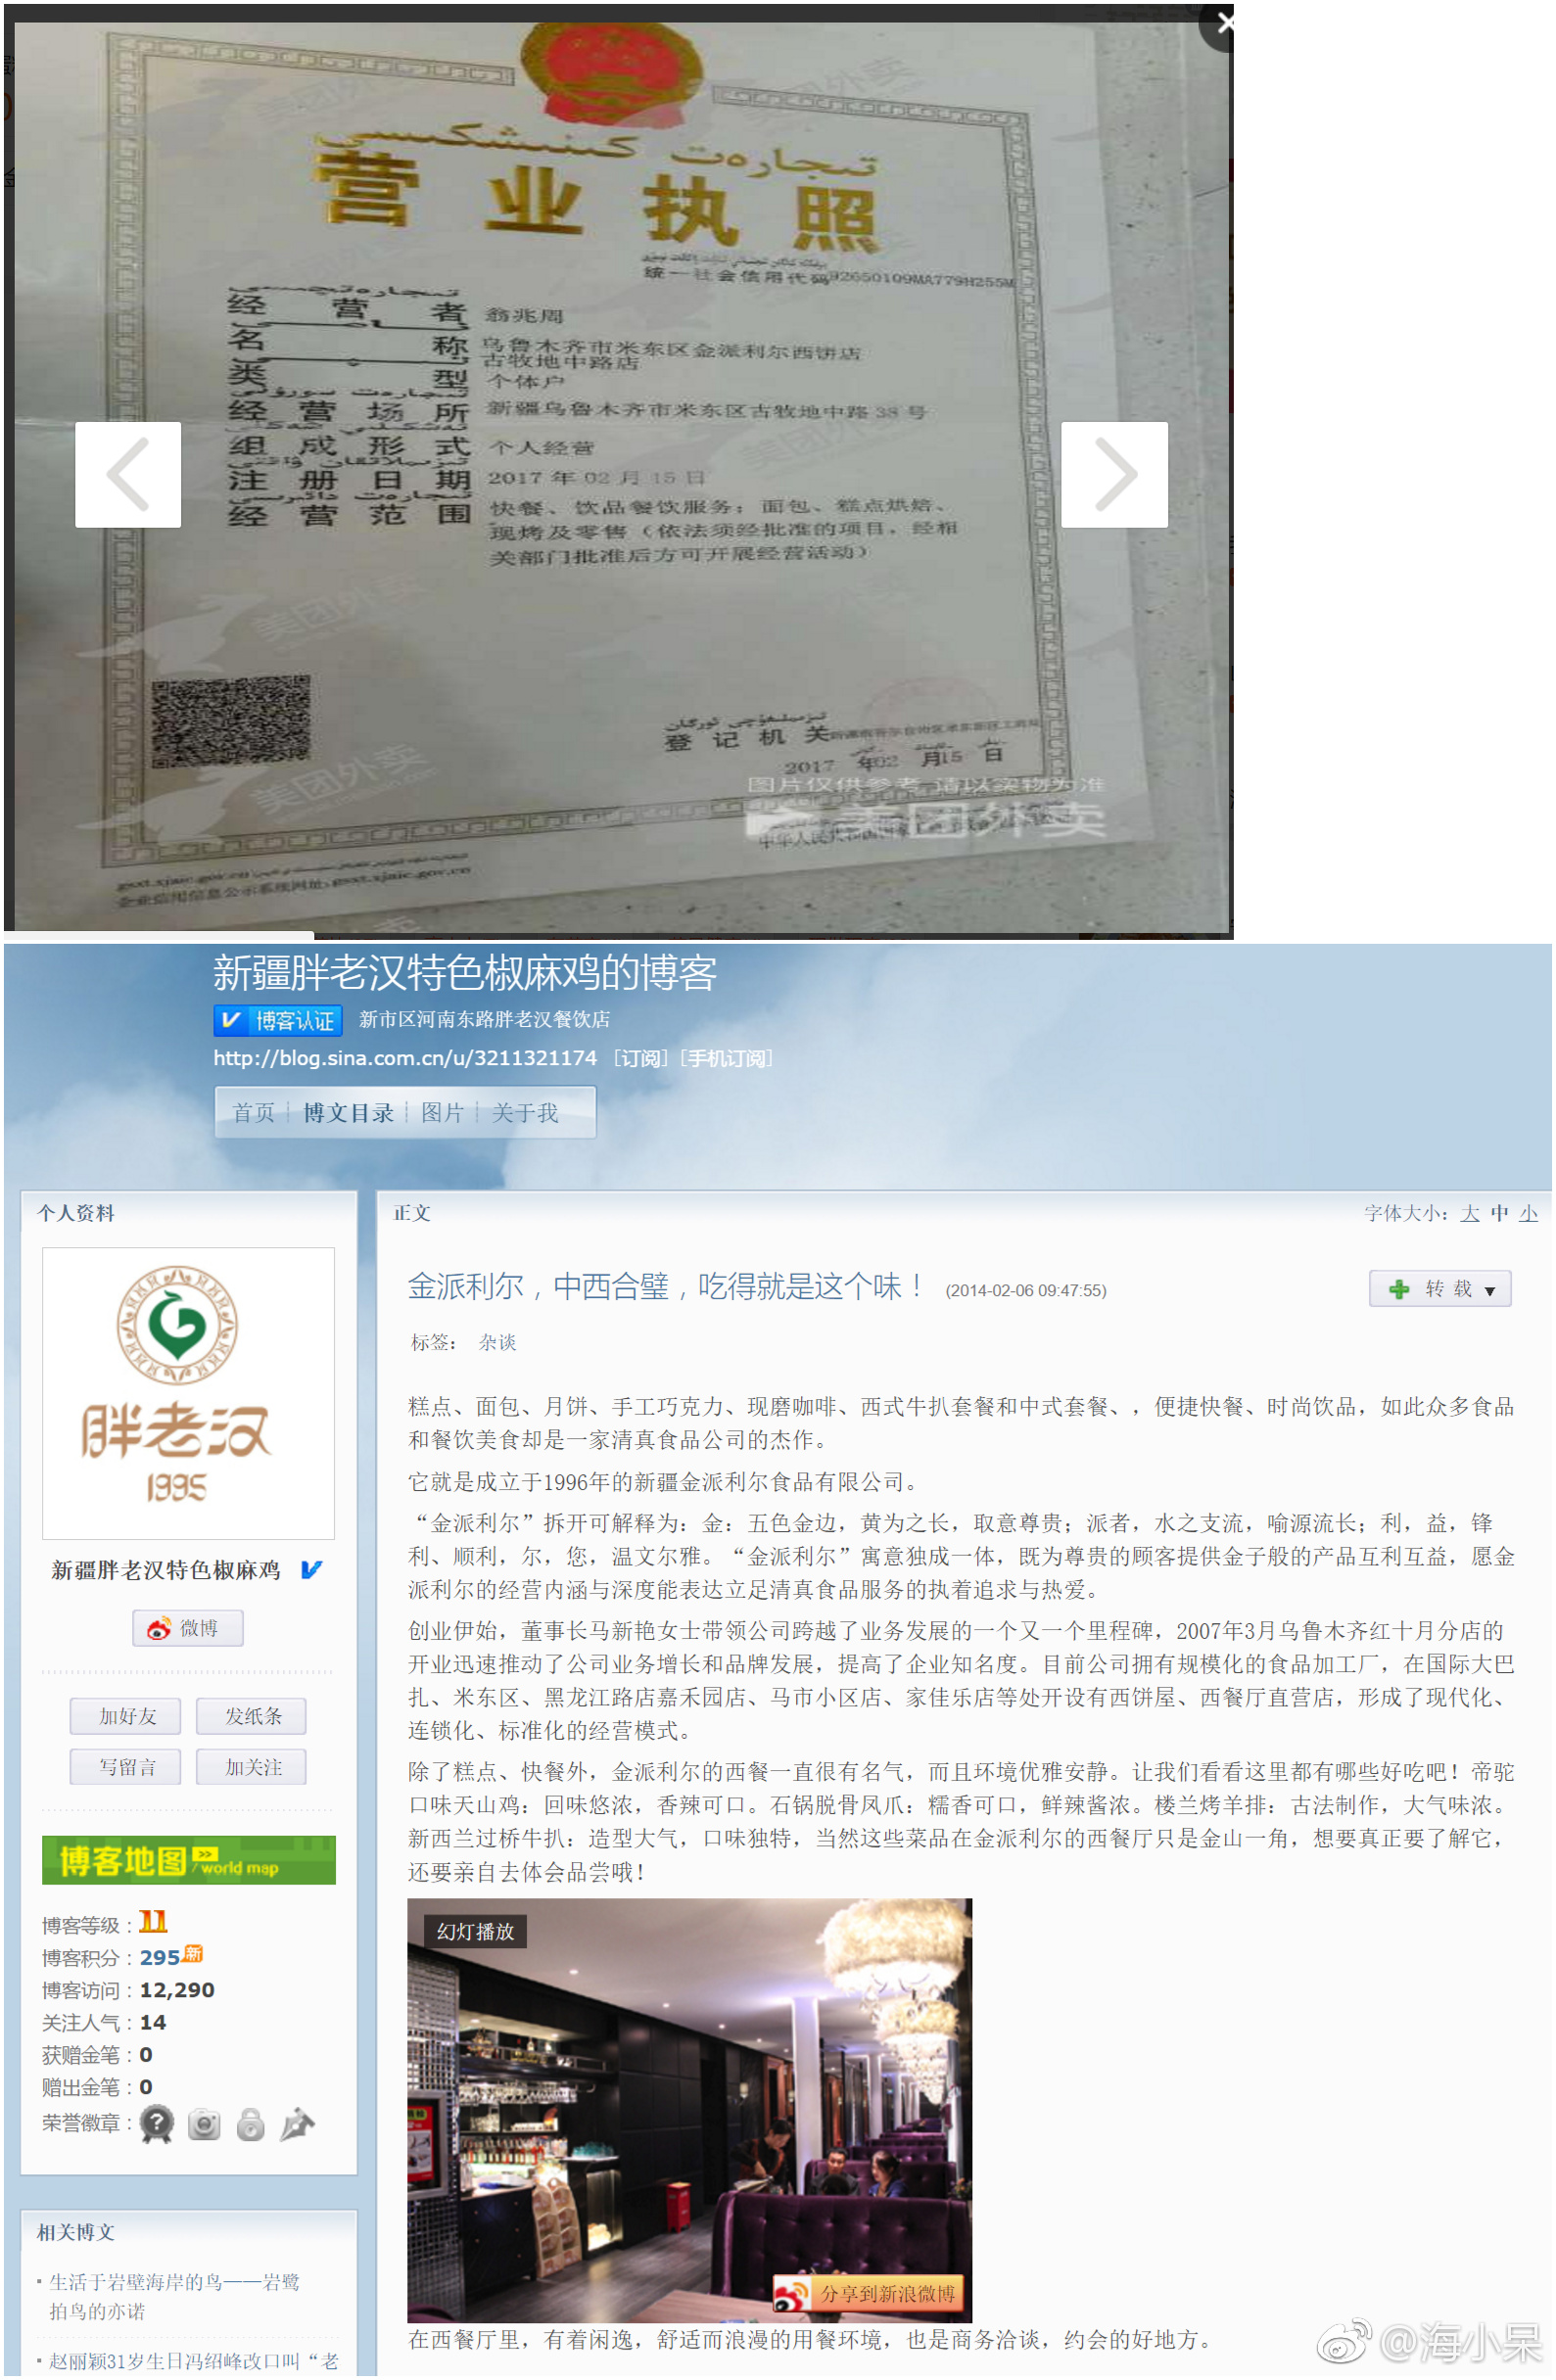 تىجارەت كىنىشكىسى
营业执照
统一社会信用代码92650109MA779H255M
经营者 翁兆周
名称 乌鲁木齐市米东区金派利尔西饼店
古牧地中路店
类型 个体户
经营场所 新疆乌鲁木齐市米东区古牧地中路38号
组成形式 个人经营
注册日期 2017年02月15日
经营范围 快餐、饮品餐饮服务；面包、糕点烘焙、
现烤及零售（依法须经批准的项目，经相
关部门批准后方可开展经营活动）
美团外卖
登记机关
2017 年02 月15 日
图片仅供参考 请以实物为准
美团外卖
企业信用信息公示系统网址:gsxt.xjaic.gov.cn
新疆胖老汉特色椒麻鸡的博客
博客认证 新市区河南东路胖老汉餐饮店
http://blog.sina.com.cn/u/3211321174 [订阅] [手机订阅]
首页 博文目录 图片 关于我
个人资料
胖老汉
1995
新疆胖老汉特色椒麻鸡
微博
加好友 发纸条
写留言 加关注
博客地图 world map
博客等级：11
博客积分：295 新
博客访问：12,290
关注人气：14
获赠金笔：0
赠出金笔：0
荣誉徽章：
相关博文
生活于岩壁海岸的鸟——岩鹭
拍鸟的亦诺
赵丽颖31岁生日冯绍峰改口叫“老
正文 字体大小：大 中 小
金派利尔，中西合璧，吃得就是这个味！ (2014-02-06 09:47:55) 转载
标签： 杂谈
糕点、面包、月饼、手工巧克力、现磨咖啡、西式牛扒套餐和中式套餐、，便捷快餐、时尚饮品，如此众多食品
和餐饮美食却是一家清真食品公司的杰作。
它就是成立于1996年的新疆金派利尔食品有限公司。
“金派利尔”拆开可解释为：金：五色金边，黄为之长，取意尊贵；派者，水之支流，喻源流长；利，益，锋
利、顺利，尔，您，温文尔雅。“金派利尔”寓意独成一体，既为尊贵的顾客提供金子般的产品互利互益，愿金
派利尔的经营内涵与深度能表达立足清真食品服务的执着追求与热爱。
创业伊始，董事长马新艳女士带领公司跨越了业务发展的一个又一个里程碑，2007年3月乌鲁木齐红十月分店的
开业迅速推动了公司业务增长和品牌发展，提高了企业知名度。目前公司拥有规模化的食品加工厂，在国际大巴
扎、米东区、黑龙江路店嘉禾园店、马市小区店、家佳乐店等处开设有西饼屋、西餐厅直营店，形成了现代化、
连锁化、标准化的经营模式。
除了糕点、快餐外，金派利尔的西餐一直很有名气，而且环境优雅安静。让我们看看这里都有哪些好吃吧！帝驼
口味天山鸡：回味悠浓，香辣可口。石锅脱骨凤爪：糯香可口，鲜辣酱浓。楼兰烤羊排：古法制作，大气味浓。
新西兰过桥牛扒：造型大气，口味独特，当然这些菜品在金派利尔的西餐厅只是金山一角，想要真正要了解它，
还要亲自去体会品尝哦！
幻灯播放
分享到新浪微博
在西餐厅里，有着闲逸，舒适而浪漫的用餐环境，也是商务洽谈，约会的好地方。
@海小呆